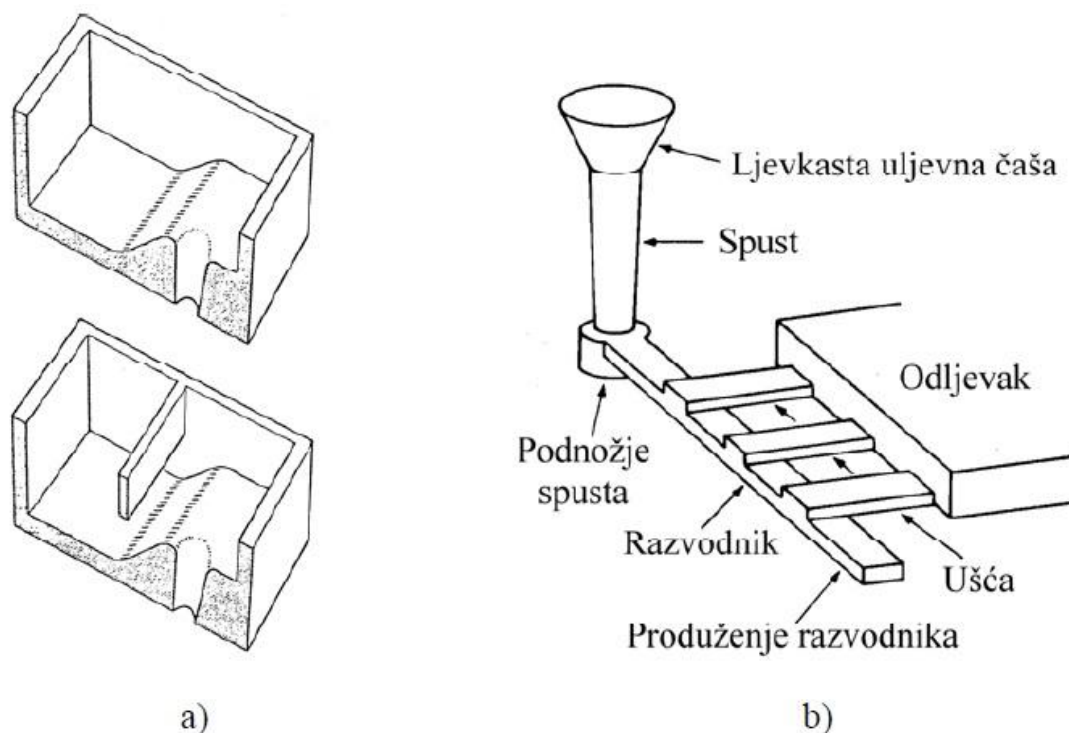 Ljevkasta uljevna čaša
Spust
Odljevak
Podnožje
spusta
Razvodnik
Ušća
Produženje razvodnika
a)
b)